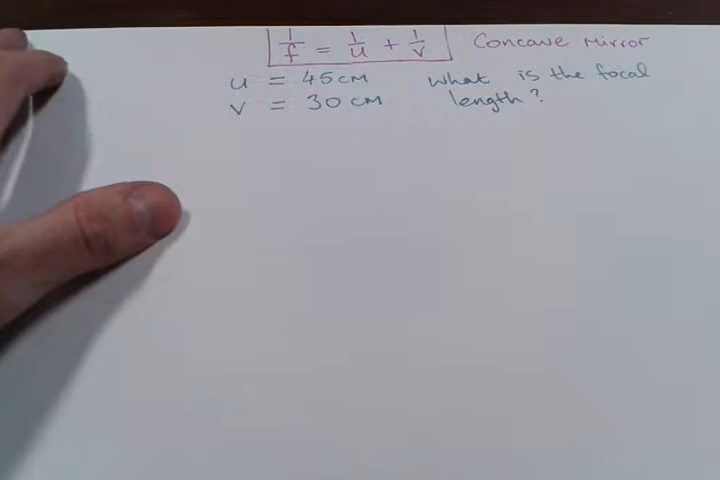 1/f = 1/u + 1/v Concave Mirror
u = 45cm what is the focal
v = 30cm length?